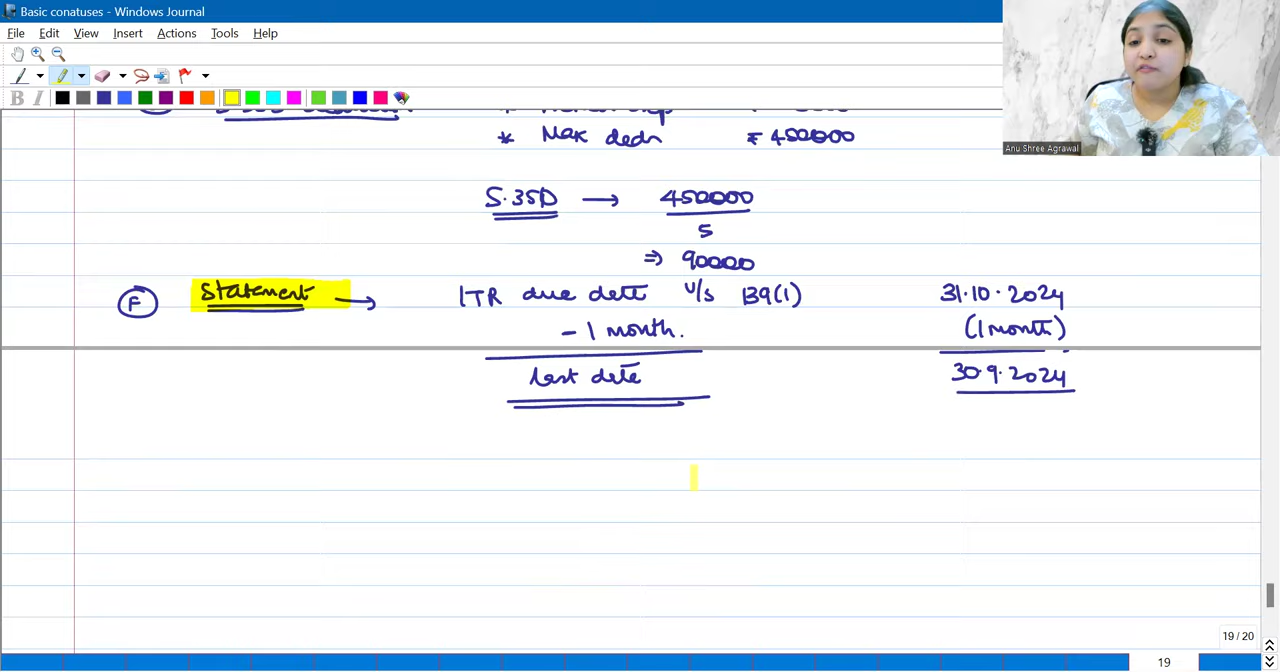 Basic conatuses - Windows Journal
File Edit View Insert Actions Tools Help
B I
Anu Shree Agrawal
* Max dedn ₹ 450000
S.35D → 450000
5
⇒ 90000
F Statement → ITR due date u/s 139(1) 31.10.2024
- 1 month. (1 month)
last date 30.9.2024
19 / 20
19